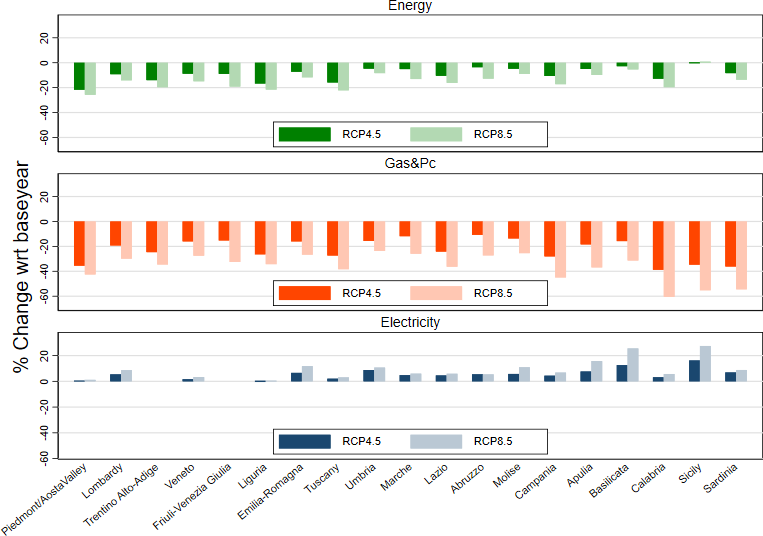 Energy
20
0
-20
-40
-60
RCP4.5 RCP8.5
Gas&Pc
20
0
-20
-40
-60
RCP4.5 RCP8.5
% Change wrt baseyear
Electricity
20
0
-20
-40
-60
RCP4.5 RCP8.5
Piedmont/AostaValley
Lombardy
Trentino Alto-Adige
Veneto
Friuli-Venezia Giulia
Liguria
Emilia-Romagna
Tuscany
Umbria
Marche
Lazio
Abruzzo
Molise
Campania
Apulia
Basilicata
Calabria
Sicily
Sardinia